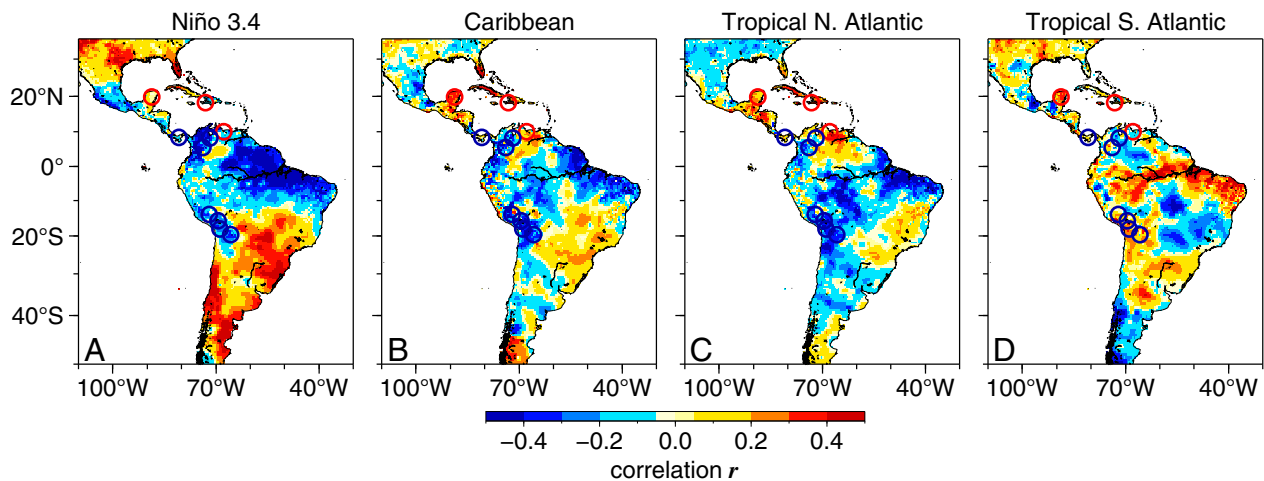 Niño 3.4 Caribbean Tropical N. Atlantic Tropical S. Atlantic
20°N
0°
20°S
40°S
A B C D
100°W 70°W 40°W 100°W 70°W 40°W 100°W 70°W 40°W 100°W 70°W 40°W
−0.4 −0.2 0.0 0.2 0.4
correlation r